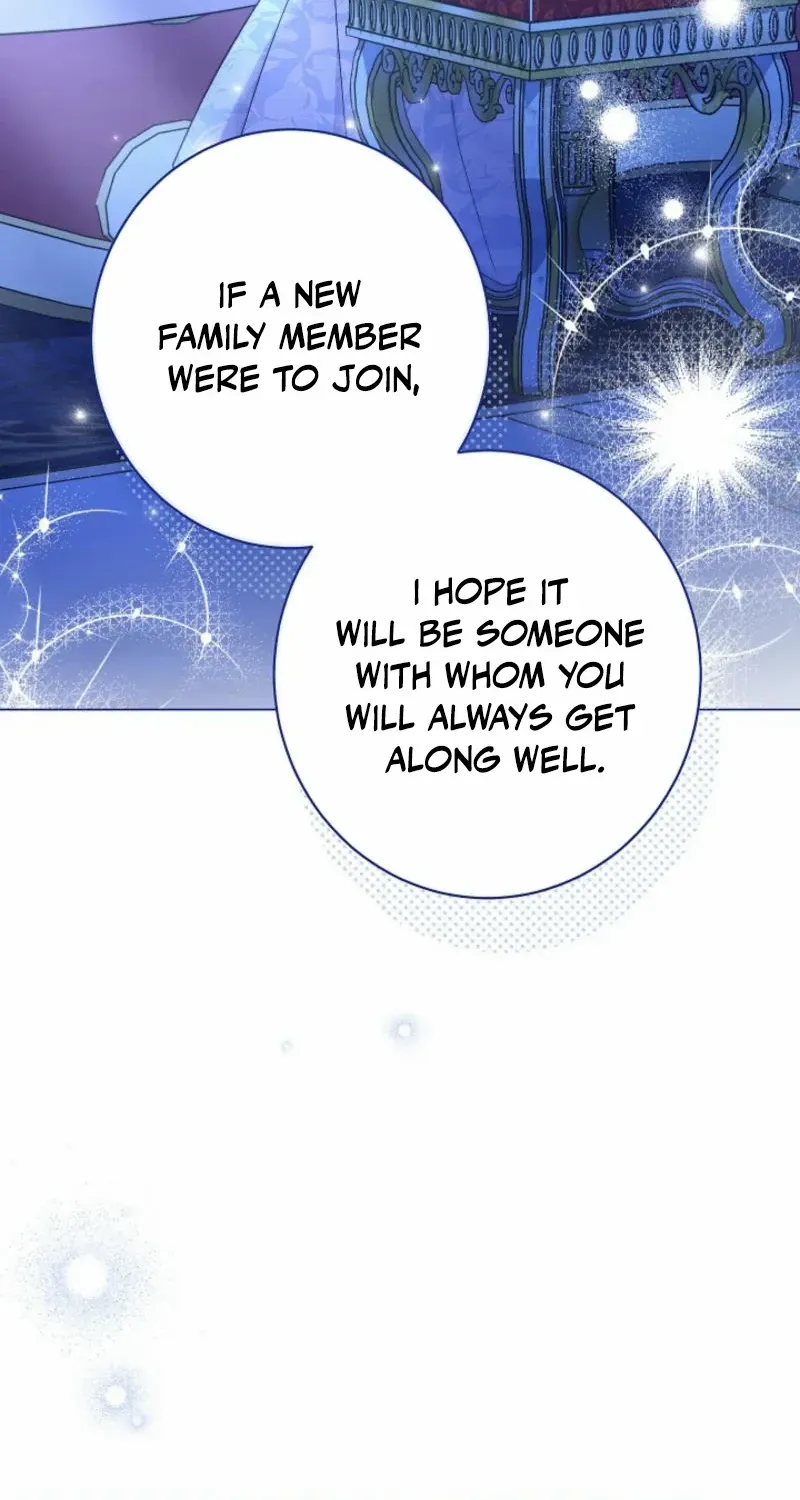 IF A NEW
FAMILY MEMBER
WERE TO JOIN,
I HOPE IT
WILL BE SOMEONE
WITH WHOM YOU
WILL ALWAYS GET
ALONG WELL.